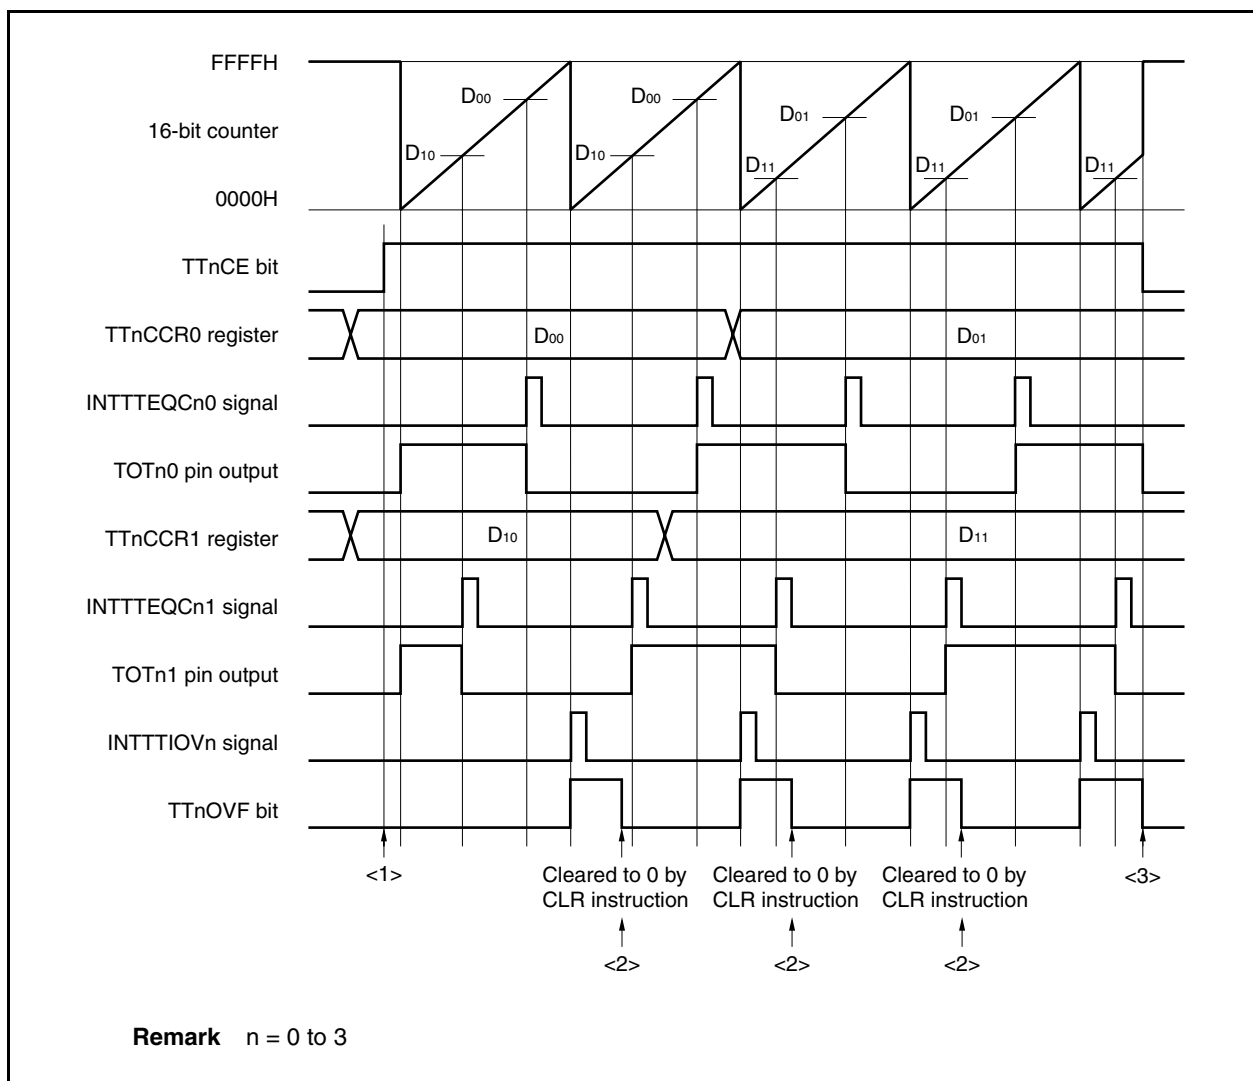 FFFFH
D00
D00
16-bit counter
D01
D01
D10
D10
D11
D11
D11
0000H
TTnCE bit
TTnCCR0 register
D00
D01
INTTTEQCn0 signal
TOTn0 pin output
TTnCCR1 register
D10
D11
INTTTEQCn1 signal
TOTn1 pin output
INTTTIOVn signal
TTnOVF bit
<1>
Cleared to 0 by
CLR instruction
Cleared to 0 by
CLR instruction
Cleared to 0 by
CLR instruction
<3>
<2>
<2>
<2>
Remark n = 0 to 3